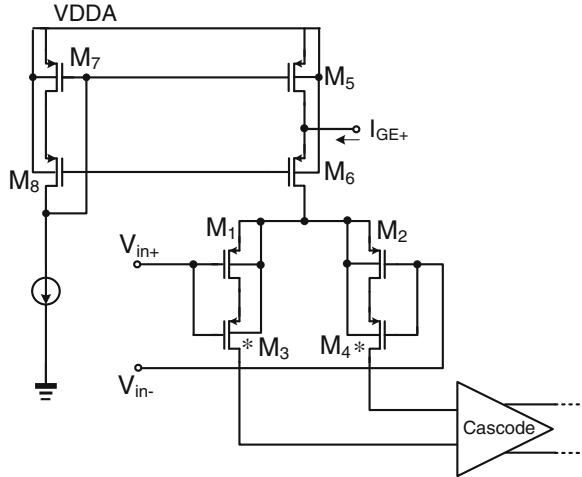 VDDA
M7
M5
IGE+
M8
M6
M1
M2
Vin+
* M3
M4 *
Vin-
Cascode